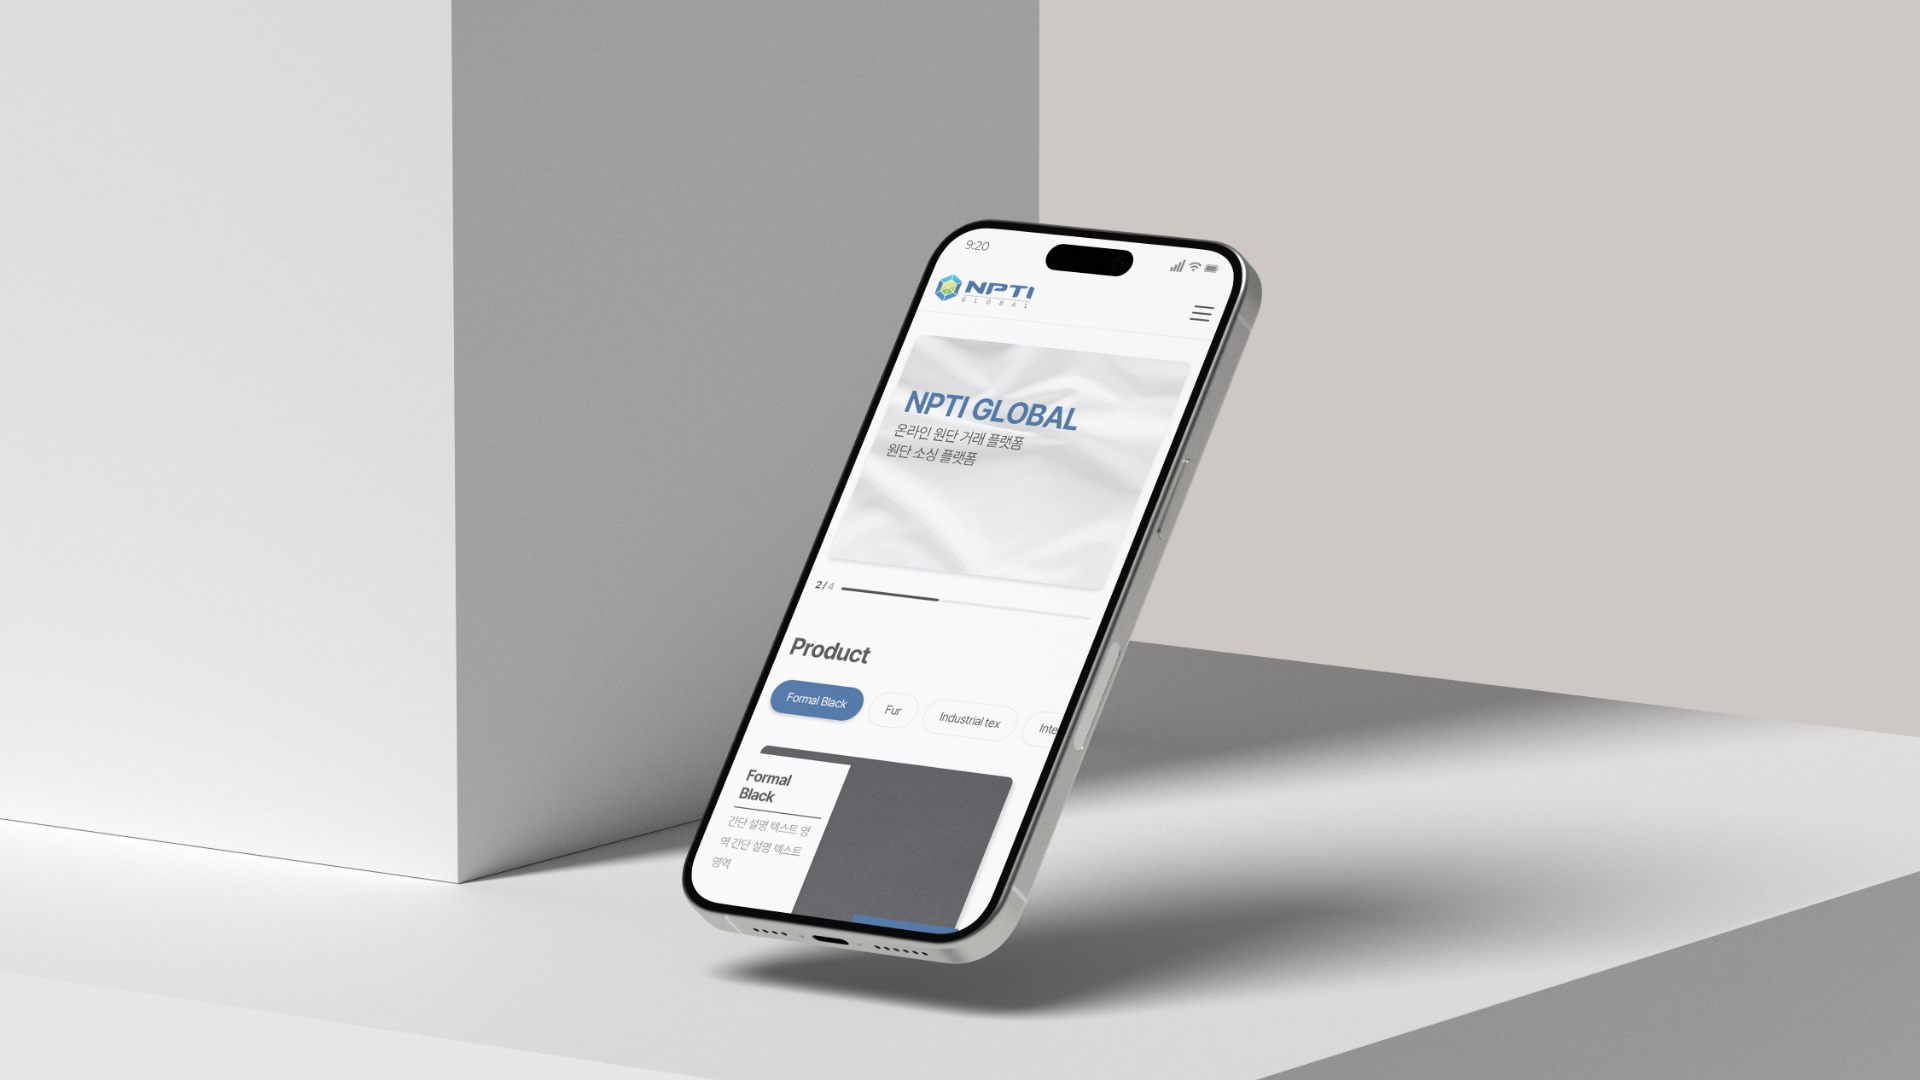 9:20
NPTI
GLOBAL
NPTI GLOBAL
온라인 원단 거래 플랫폼
원단 소싱 플랫폼
2/4
Product
Formal Black
Fur
Industrial tex
Inte
Formal
Black
간단 설명 텍스트 영
역 간단 설명 텍스트
영역